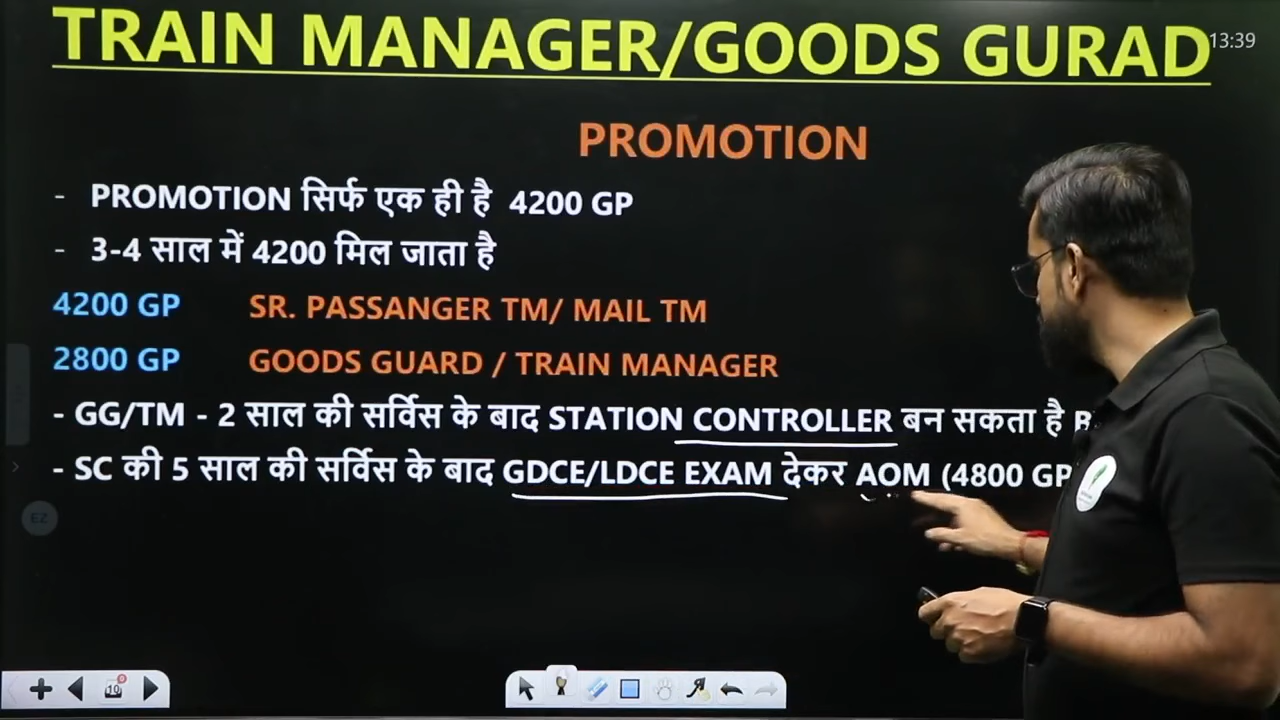 TRAIN MANAGER/GOODS GURAD
13:39
PROMOTION
- PROMOTION सिर्फ एक ही है 4200 GP
- 3-4 साल में 4200 मिल जाता है
4200 GP SR. PASSANGER TM/ MAIL TM
2800 GP GOODS GUARD / TRAIN MANAGER
- GG/TM - 2 साल की सर्विस के बाद STATION CONTROLLER बन सकता है
- SC की 5 साल की सर्विस के बाद GDCE/LDCE EXAM देकर AOM (4800 GP
EZ
10